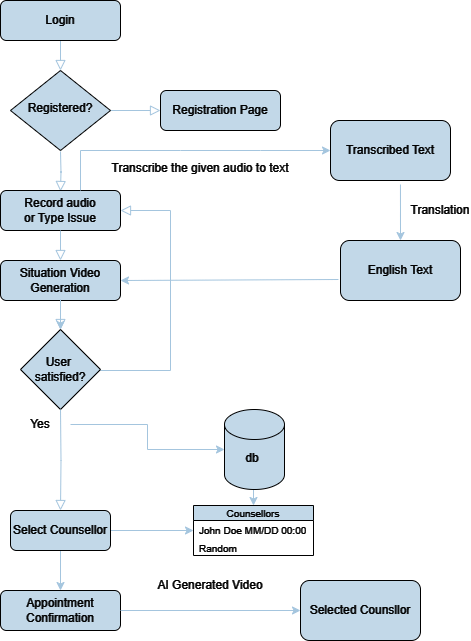 Login
Registered?
Registration Page
Transcribe the given audio to text
Transcribed Text
Record audio
or Type Issue
Translation
Situation Video
Generation
English Text
User
satisfied?
Yes
db
Counsellors
John Doe MM/DD 00:00
Random
Select Counsellor
AI Generated Video
Appointment
Confirmation
Selected Counsllor